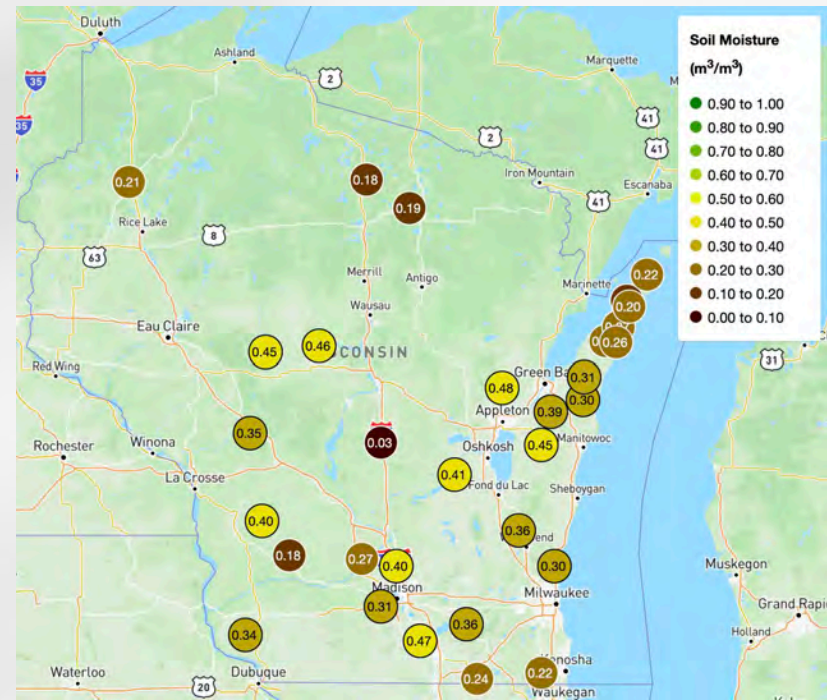 Duluth
Ashland
Marquette
35
2
41
35
2
41
Iron Mountain
Escanaba
0.21
0.18
41
0.19
Rice Lake
8
63
Merrill
Antigo
Marinette
0.22
Wausau
0.20
Eau Claire
0.45
0.46
CONSIN
0.26
Red Wing
31
Green Ba
0.31
0.48
0.30
Appleton
0.39
0.35
0.03
0.45
Manitowoc
Rochester
Winona
Oshkosh
La Crosse
0.41
Fond du Lac
Sheboygan
0.40
0.36
end
0.18
0.27
0.40
0.30
Muskegon
Madison
0.31
Milwaukee
Grand Rapi
0.36
0.34
0.47
Holland
Kenosha
Waterloo
Dubuque
0.24
0.22
20
Waukegan
Soil Moisture
(m³/m³)
0.90 to 1.00
0.80 to 0.90
0.70 to 0.80
0.60 to 0.70
0.50 to 0.60
0.40 to 0.50
0.30 to 0.40
0.20 to 0.30
0.10 to 0.20
0.00 to 0.10